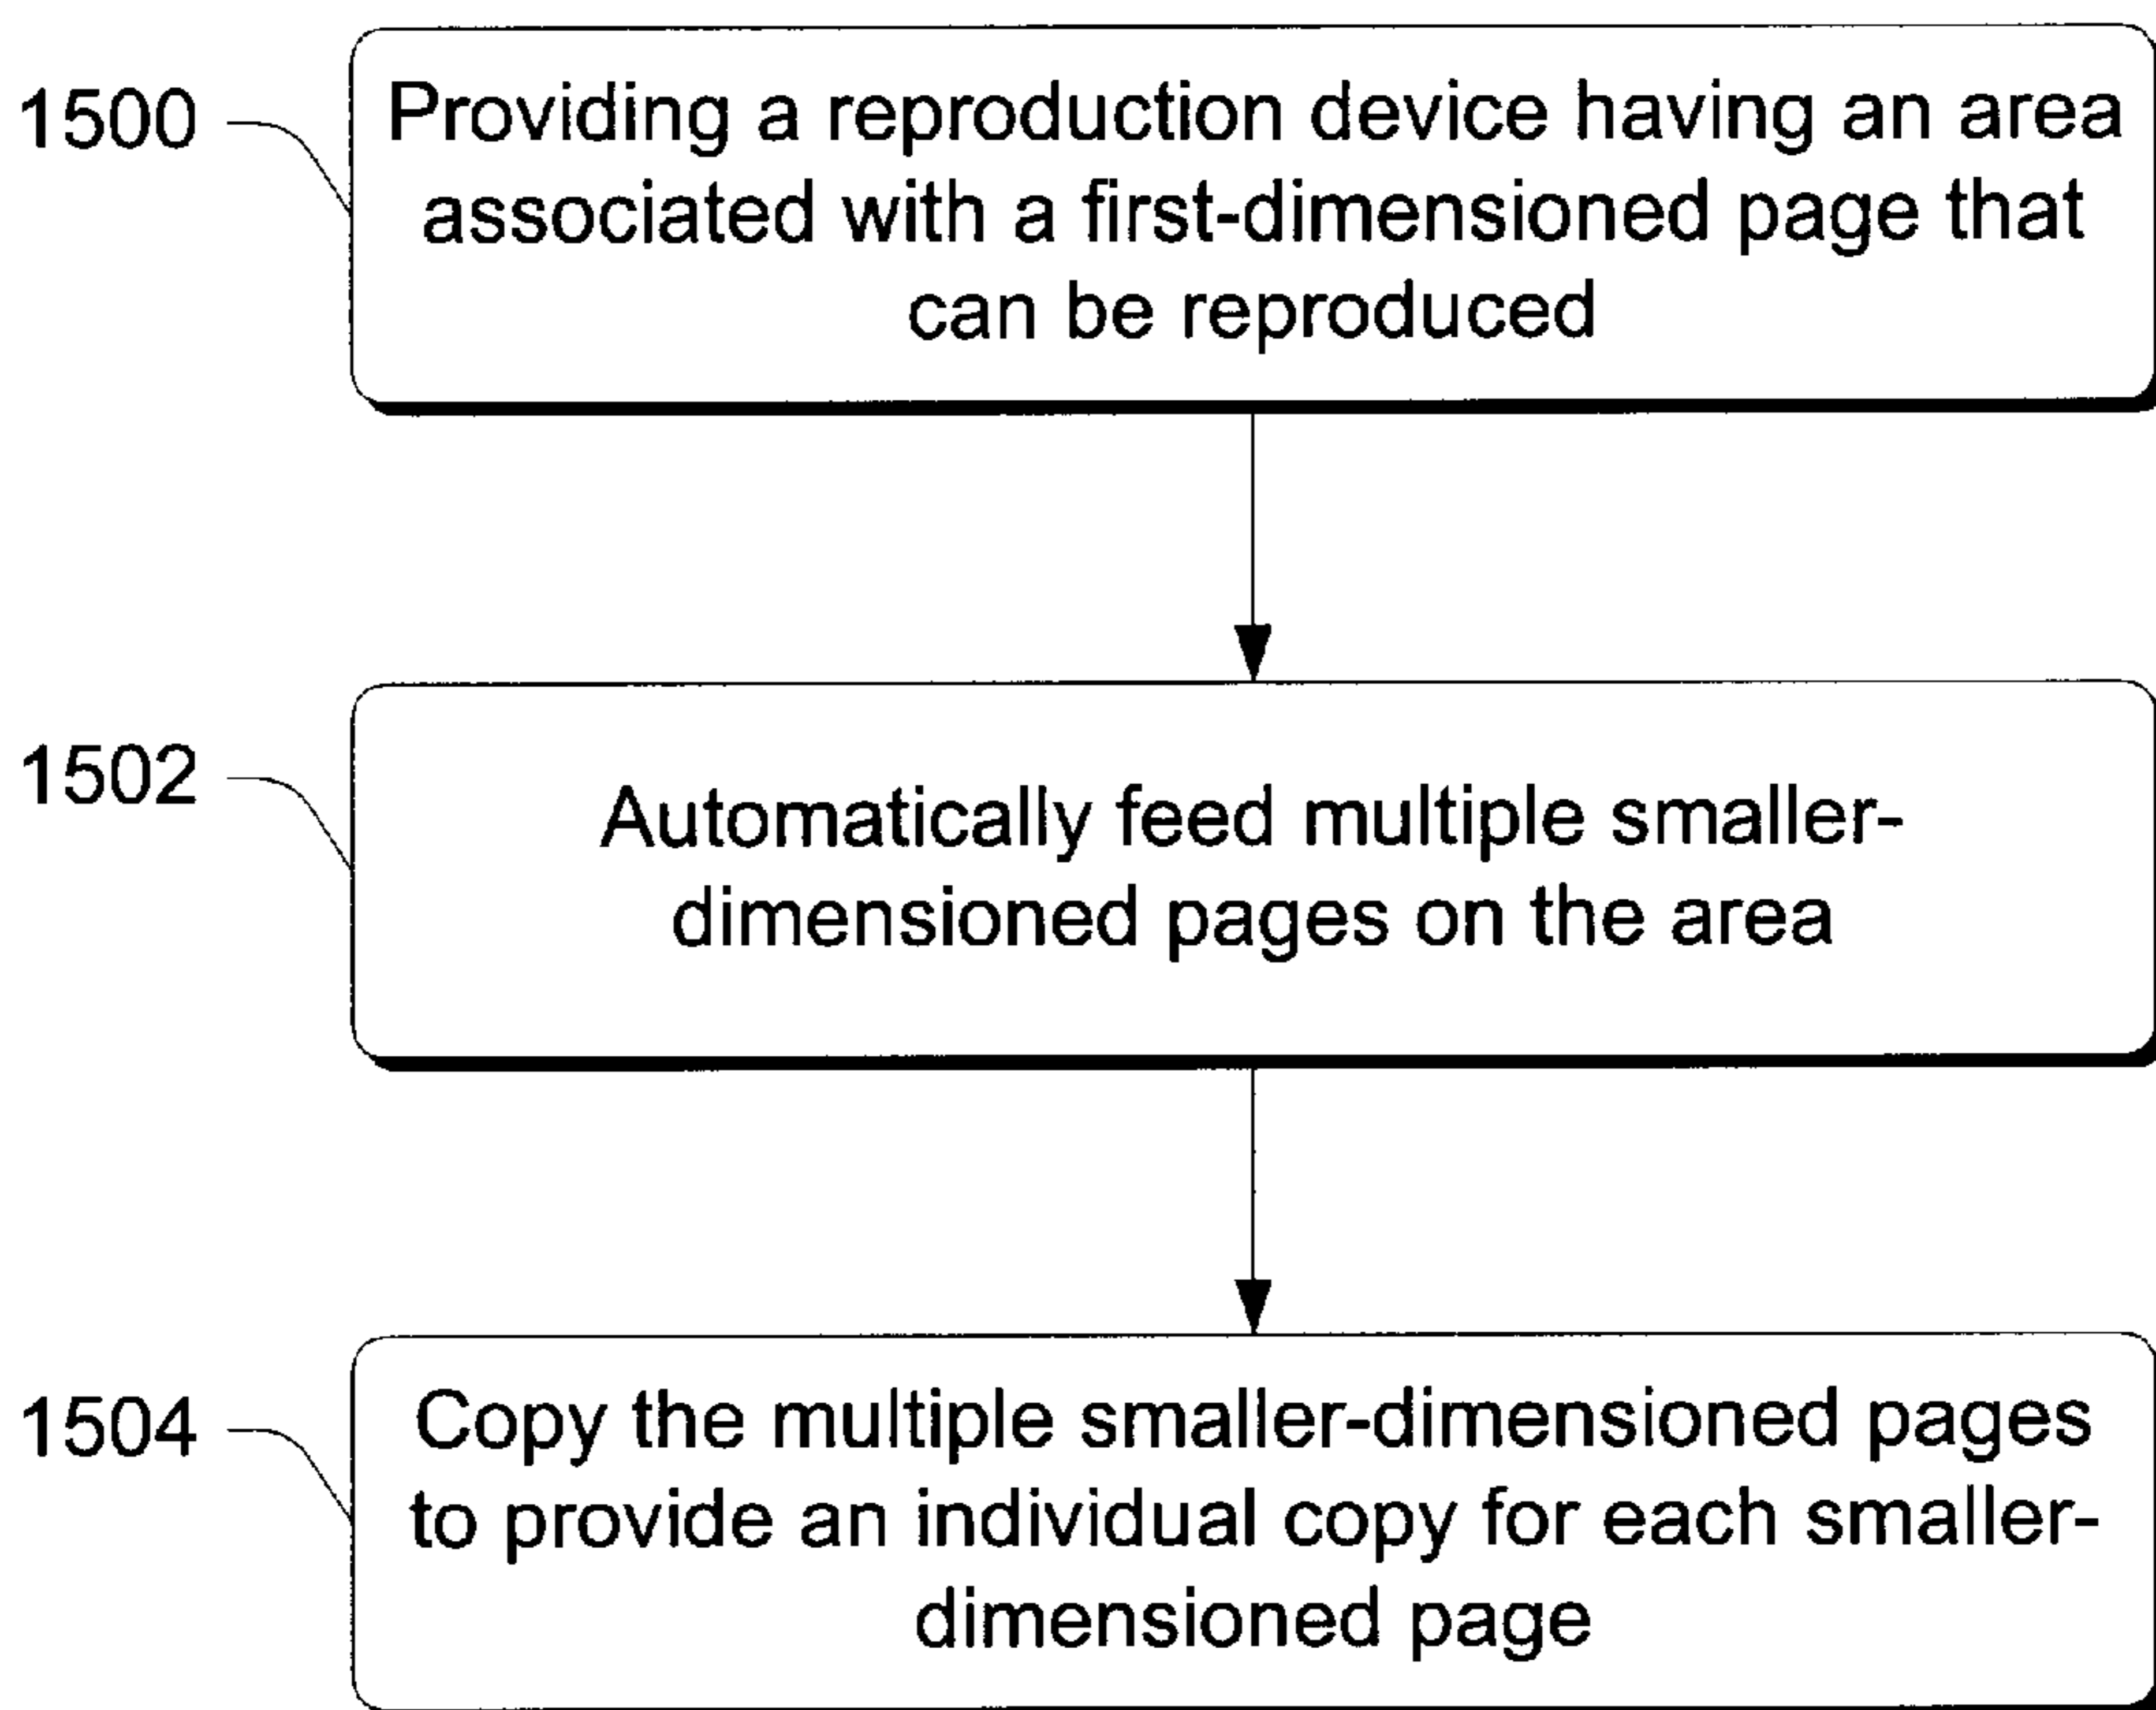 1500
Providing a reproduction device having an area
associated with a first-dimensioned page that
can be reproduced
1502
Automatically feed multiple smaller-
dimensioned pages on the area
1504
Copy the multiple smaller-dimensioned pages
to provide an individual copy for each smaller-
dimensioned page